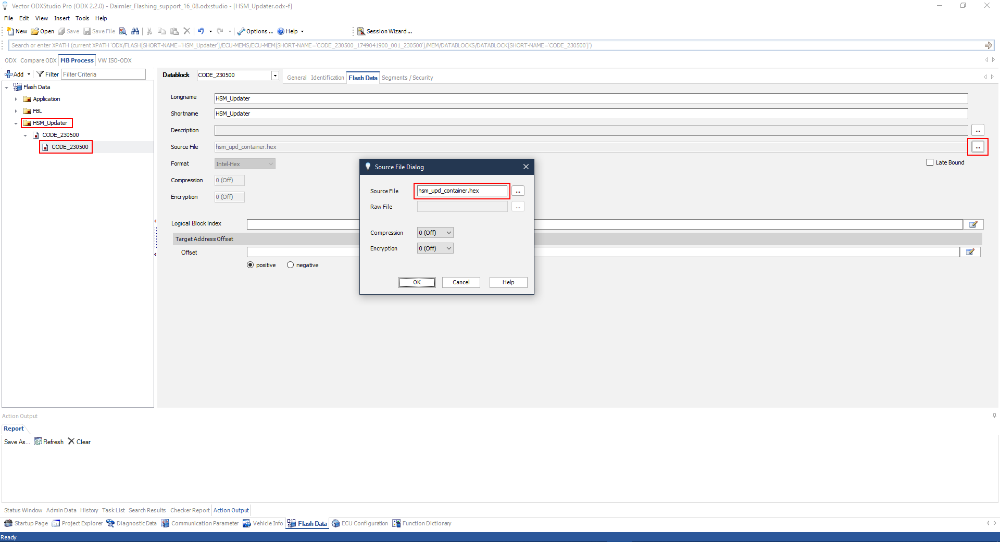 Vector ODXStudio Pro (ODX 2.2.0) - Daimler_Flashing_support_16_08.odxstudio - [HSM_Updater.odx-f]
File Edit View Insert Tools Help
New Open Save Save File Options ... Help Session Wizard ...
Search or enter XPATH (current XPATH 'ODX/FLASH[SHORT-NAME='HSM_Updater']/ECU-MEMS/ECU-MEM[SHORT-NAME='CODE_230500_1749041900_001_230500']/MEM/DATABLOCKS/DATABLOCK[SHORT-NAME='CODE_230500']')
ODX Compare ODX MB Process VW ISO-ODX
Add Filter Filter Criteria
Flash Data
Application
FBL
HSM_Updater
CODE_230500
CODE_230500
Datablock CODE_230500 General Identification Flash Data Segments / Security
Longname HSM_Updater
Shortname HSM_Updater
Description ...
Source File hsm_upd_container.hex ...
Format Intel-Hex Late Bound
Compression 0 (Off)
Encryption 0 (Off)
Logical Block Index
Target Address Offset
Offset
positive negative
Source File Dialog
Source File hsm_upd_container.hex ...
Raw File ...
Compression 0 (Off)
Encryption 0 (Off)
OK Cancel Help
Action Output
Report
Save As... Refresh Clear
Status Window Admin Data History Task List Search Results Checker Report Action Output
Startup Page Project Explorer Diagnostic Data Communication Parameter Vehicle Info Flash Data ECU Configuration Function Dictionary
Ready